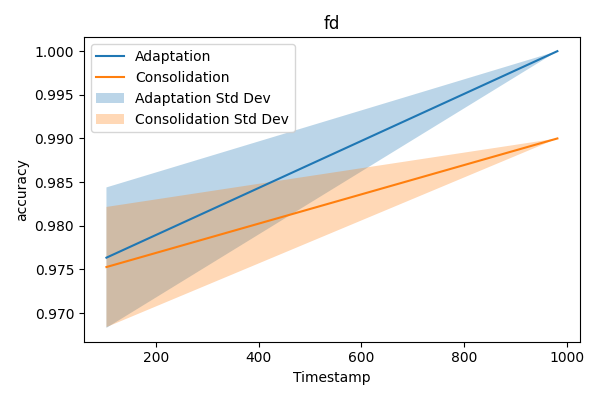 fd
Adaptation
Consolidation
Adaptation Std Dev
Consolidation Std Dev
accuracy
1.000
0.995
0.990
0.985
0.980
0.975
0.970
200
400
600
800
1000
Timestamp